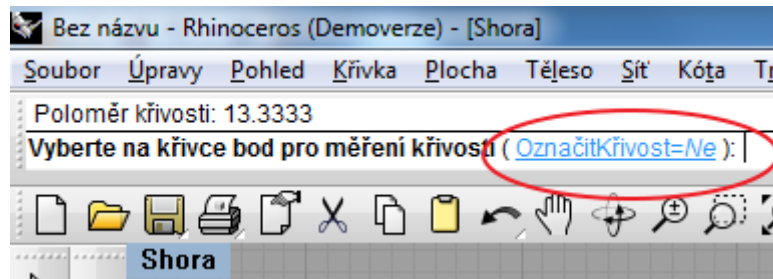 Bez názvu - Rhinoceros (Demoverze) - [Shora]
Soubor Úpravy Pohled Křivka Plocha Těleso Síť Kóta
Poloměr křivosti: 13.3333
Vyberte na křivce bod pro měření křivosti ( OznačitKřivost=Ne ):
Shora